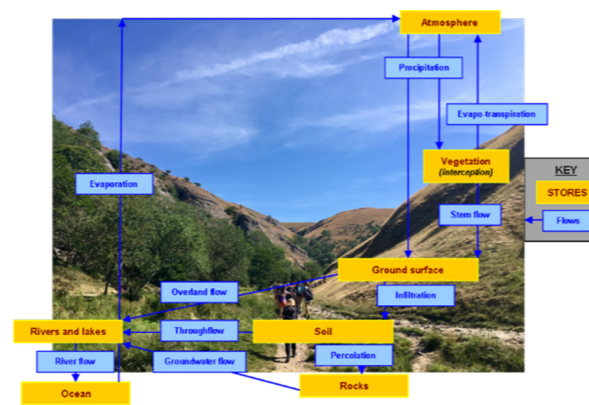 Atmosphere
Precipitation
Evapo transpiration
Vegetation
(interception)
KEY
STORES
Flows
Evaporation
Stem flow
Ground surface
Overland flow
Infiltration
Rivers and lakes
Throughflow
Soil
River flow
Groundwater flow
Percolation
Ocean
Rocks